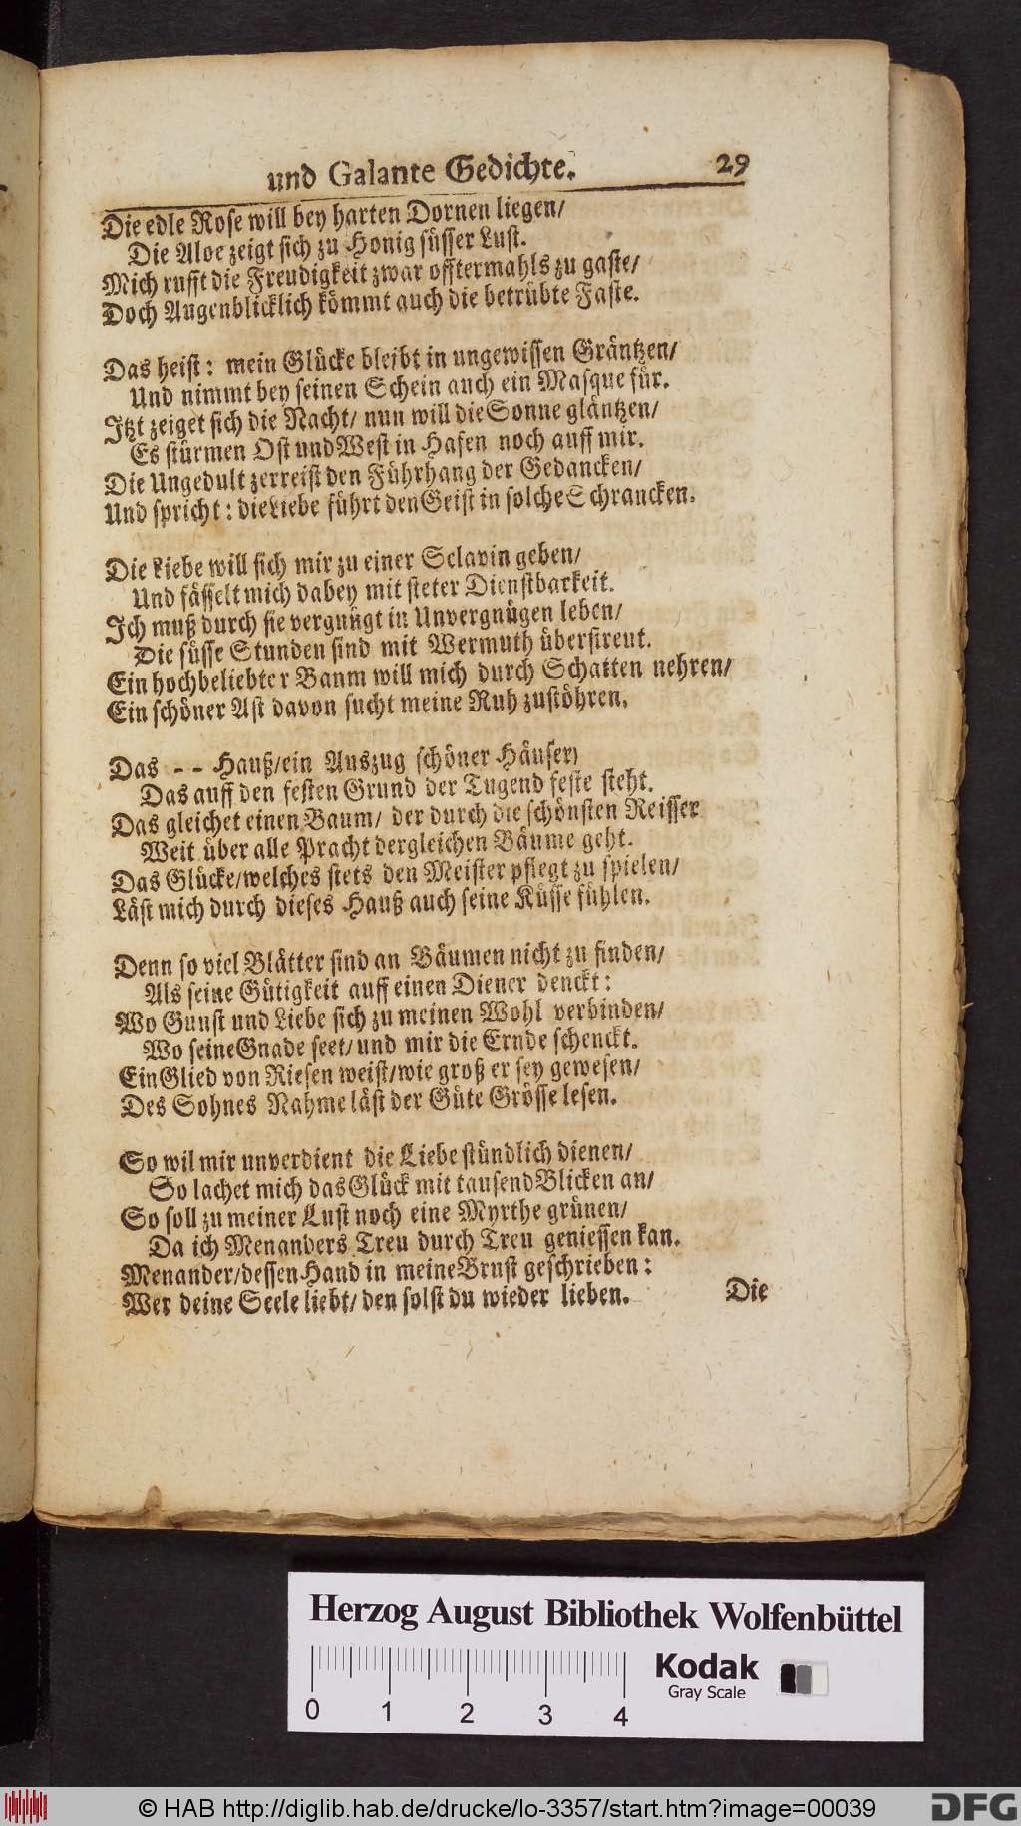 und Galante Gedichte. 29
Die edle Rose will bey harten Dornen liegen/
Die Aloe zeigt sich zu Honig süsser Lust.
Mich rufft die Freudigkeit zwar offtermahls zu gaste/
Doch Augenblicklich kömmt auch die betrübte Faste.
Das heist: mein Glücke bleibt in ungewissen Gräntzen/
Und nimmt bey seinen Schein auch ein Masque für.
Itzt zeiget sich die Nacht/ nun will die Sonne gläntzen/
Es stürmen Ost und West in Hafen noch auff mir.
Die Ungedult zerreist den Führhang der Gedancken/
Und spricht: die Liebe führt den Geist in solche Schrancken.
Die Liebe will sich mir zu einer Sclavin geben/
Und fässelt mich dabey mit steter Dienstbarkeit.
Ich muß durch sie vergnügt in Unvergnügen leben/
Die süsse Stunden sind mit Wermuth überstreut.
Ein hochbeliebter Baum will mich durch Schatten nehren/
Ein schöner Ast davon sucht meine Ruh zustöhren.
Das - - Hauß/ ein Auszug schöner Häuser/
Das auff den festen Grund der Tugend feste steht.
Das gleichet einen Baum/ der durch die schönsten Reisser
Weit über alle Pracht dergleichen Bäume geht.
Das Glücke/ welches stets den Meister pflegt zu spielen/
Läst mich durch dieses Hauß auch seine Küsse fühlen.
Denn so viel Blätter sind an Bäumen nicht zu finden/
Als seine Gütigkeit auff einen Diener denckt:
Wo Gunst und Liebe sich zu meinen Wohl verbinden/
Wo seine Gnade seet/ und mir die Ernde schenckt.
Ein Glied von Riesen weist/ wie groß er sey gewesen/
Des Sohnes Nahme läst der Güte Grösse lesen.
So wil mir unverdient die Liebe stündlich dienen/
So lachet mich das Glück mit tausend Blicken an/
So soll zu meiner Lust noch eine Myrthe grünen/
Da ich Menanders Treu durch Treu geniessen kan.
Menander/ dessen Hand in meine Brust geschrieben:
Wer deine Seele liebt/ den solst du wieder lieben.
Die
Herzog August Bibliothek Wolfenbüttel
0 1 2 3 4
Kodak
Gray Scale
© HAB http://diglib.hab.de/drucke/lo-3357/start.htm?image=00039
DFG